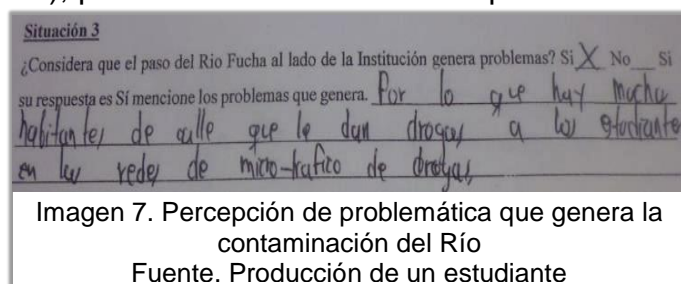 Situación 3
¿Considera que el paso del Rio Fucha al lado de la Institución genera problemas? Si X No___ Si
su respuesta es Sí mencione los problemas que genera. Por lo que hay mucho
habitantes de calle que le dan drogas a los estudiante
en las redes de micro-trafico de drogas
Imagen 7. Percepción de problemática que genera la
contaminación del Río
Fuente. Producción de un estudiante